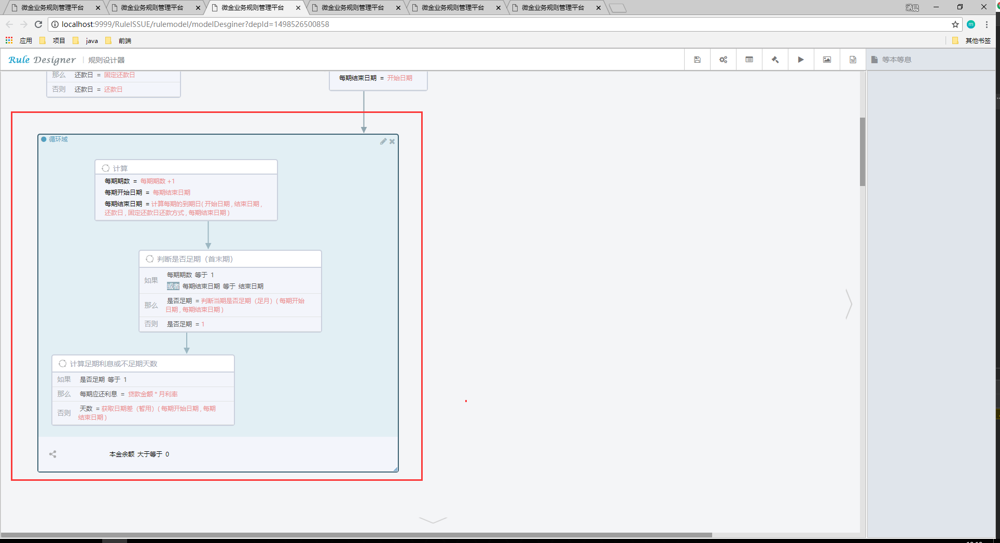 微金业务规则管理平台
微金业务规则管理平台
微金业务规则管理平台
微金业务规则管理平台
微金业务规则管理平台
微金业务规则管理平台
涵晨
localhost:9999/RuleISSUE/rulemodel/modelDesginer?depId=1498526500858
m
应用 项目 java 前端 其他书签
Rule Designer 规则设计器
W
等本等息
那么 还款日 = 固定还款日
否则 还款日 = 还款日
每期结束日期 = 开始日期
循环域
计算
每期期数 = 每期期数 +1
每期开始日期 = 每期结束日期
每期结束日期 = 计算每期的到期日( 开始日期 , 结束日期 ,
还款日 , 固定还款日还款方式 , 每期结束日期 )
判断是否足期（首末期）
如果 每期期数 等于 1
或者 每期结束日期 等于 结束日期
那么 是否足期 = 判断当期是否足期（足月）( 每期开始
日期 , 每期结束日期 )
否则 是否足期 = 1
计算足期利息或不足期天数
如果 是否足期 等于 1
那么 每期应还利息 = 贷款金额 * 月利率
否则 天数 = 获取日期差（暂用）( 每期开始日期 , 每期
结束日期 )
本金余额 大于等于 0